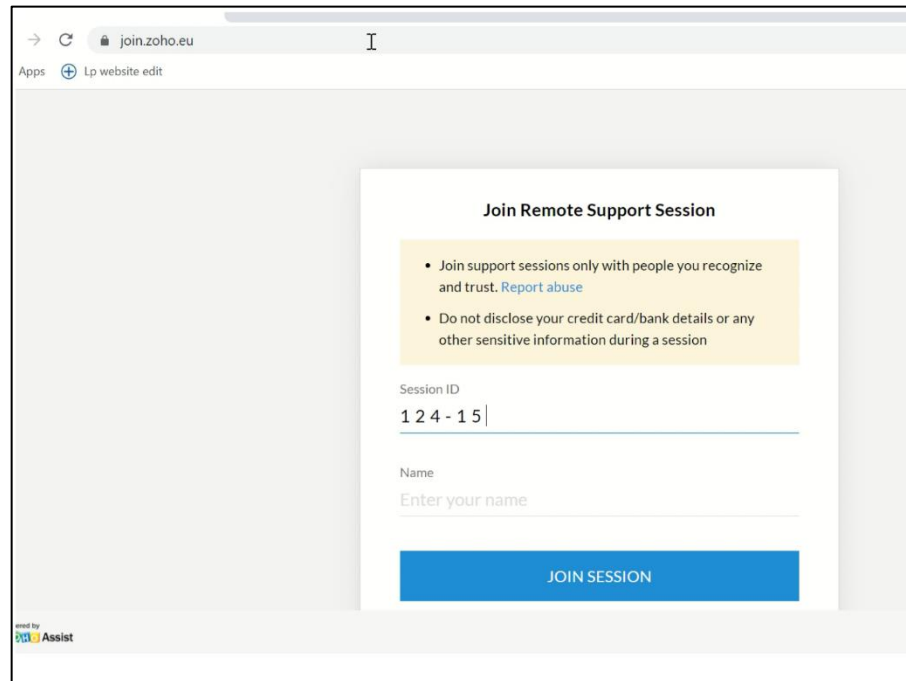 join.zoho.eu
Apps Lp website edit
Join Remote Support Session
• Join support sessions only with people you recognize
and trust. Report abuse
• Do not disclose your credit card/bank details or any
other sensitive information during a session
Session ID
124-15
Name
Enter your name
JOIN SESSION
ered by
Assist